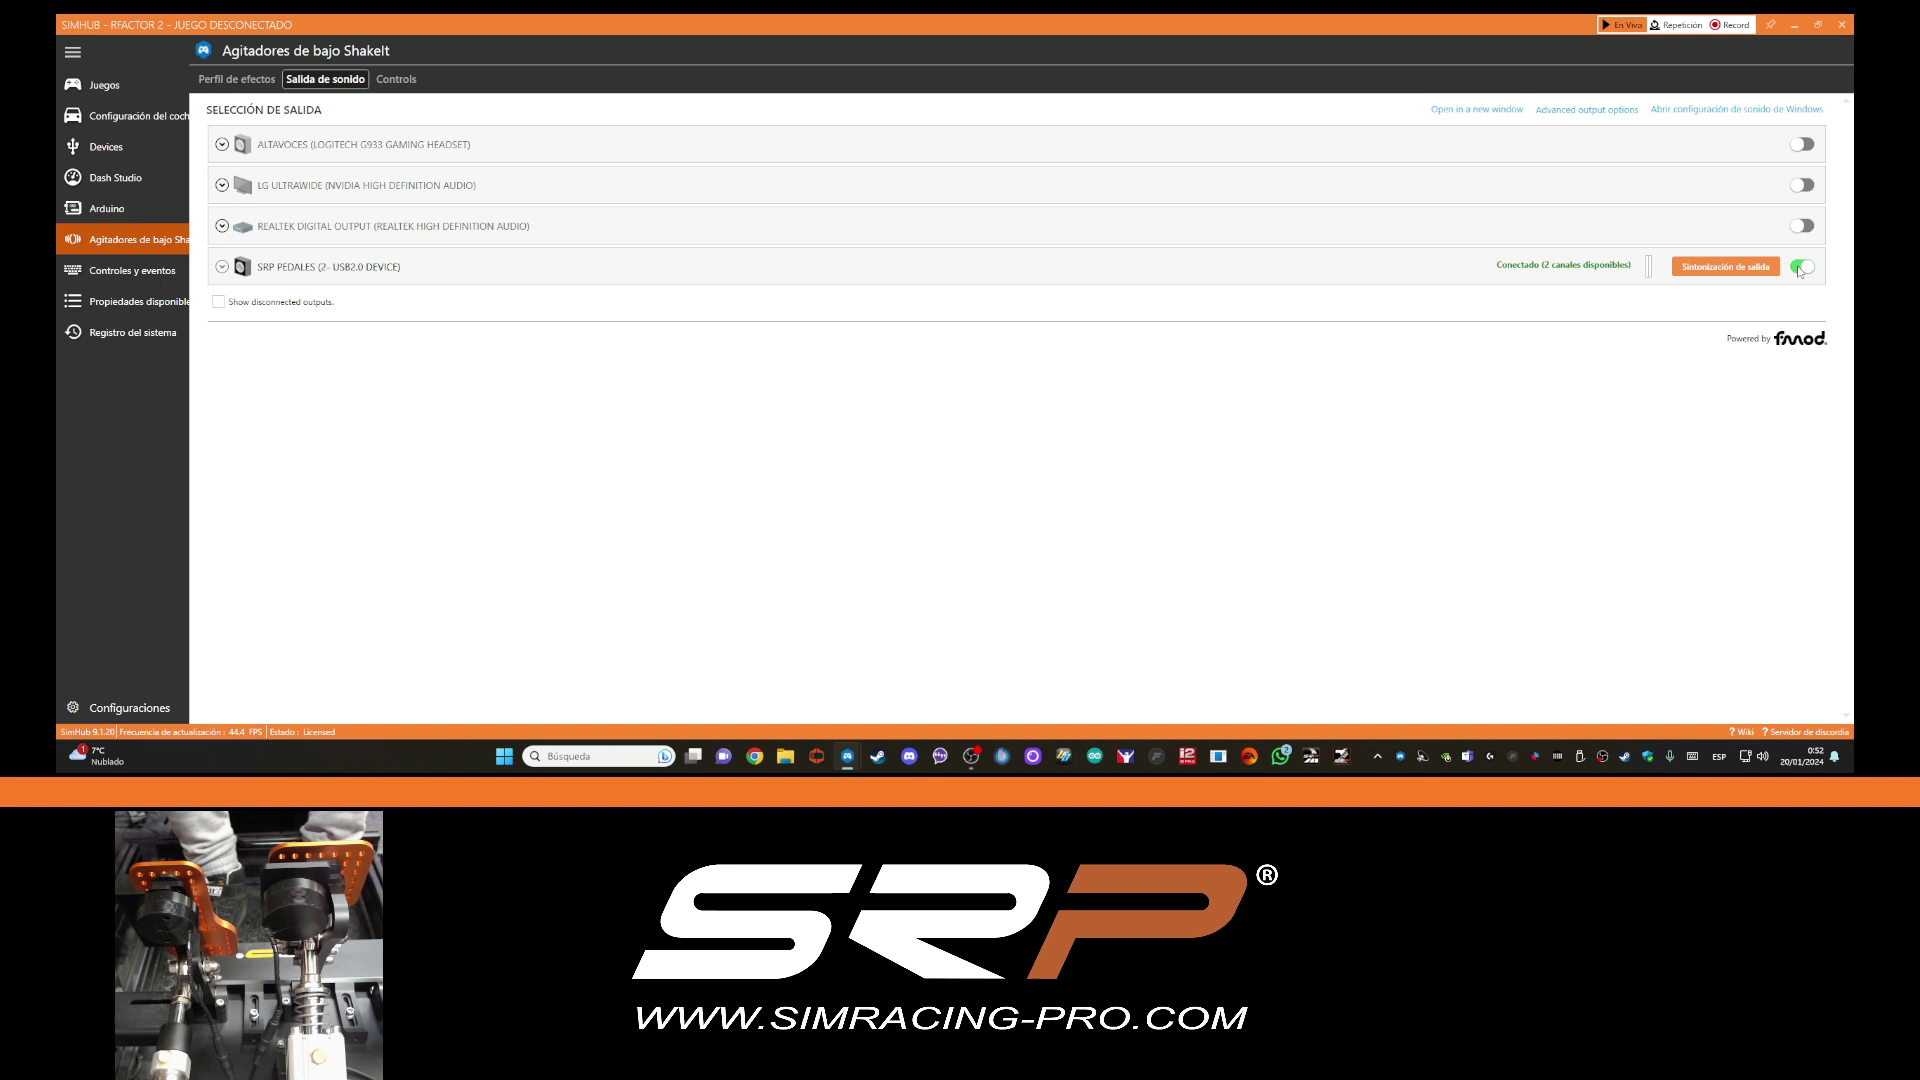 SIMHUB - RFACTOR 2 - JUEGO DESCONECTADO
En Vivo Repetición Record
Agitadores de bajo ShakeIt
Juegos
Configuración del coch
Devices
Dash Studio
Arduino
Agitadores de bajo Sha
Controles y eventos
Propiedades disponible
Registro del sistema
Configuraciones
Perfil de efectos Salida de sonido Controls
SELECCIÓN DE SALIDA
Open in a new window Advanced output options Abrir configuración de sonido de Windows
ALTAVOCES (LOGITECH G933 GAMING HEADSET)
LG ULTRAWIDE (NVIDIA HIGH DEFINITION AUDIO)
REALTEK DIGITAL OUTPUT (REALTEK HIGH DEFINITION AUDIO)
SRP PEDALES (2- USB2.0 DEVICE) Conectado (2 canales disponibles) Sintonización de salida
Show disconnected outputs.
Powered by fmod.
SimHub 9.1.20 Frecuencia de actualización : 44.4 FPS Estado : Licensed
? Wiki ? Servidor de discordia
1 7°C
Nublado
Búsqueda
ESP
0:52
20/01/2024
SRP®
WWW.SIMRACING-PRO.COM